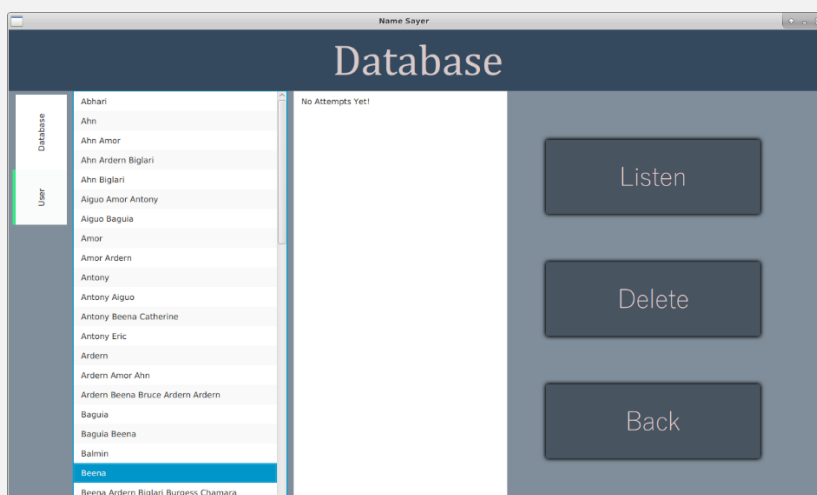 Name Sayer
Database
Database
User
Abhari
Ahn
Ahn Amor
Ahn Ardern Biglari
Ahn Biglari
Aiguo Amor Antony
Aiguo Baguia
Amor
Amor Ardern
Antony
Antony Aiguo
Antony Beena Catherine
Antony Eric
Ardern
Ardern Amor Ahn
Ardern Beena Bruce Ardern Ardern
Baguia
Baguia Beena
Balmin
Beena
Beena Ardern Biglari Burgess Chamara
No Attempts Yet!
Listen
Delete
Back